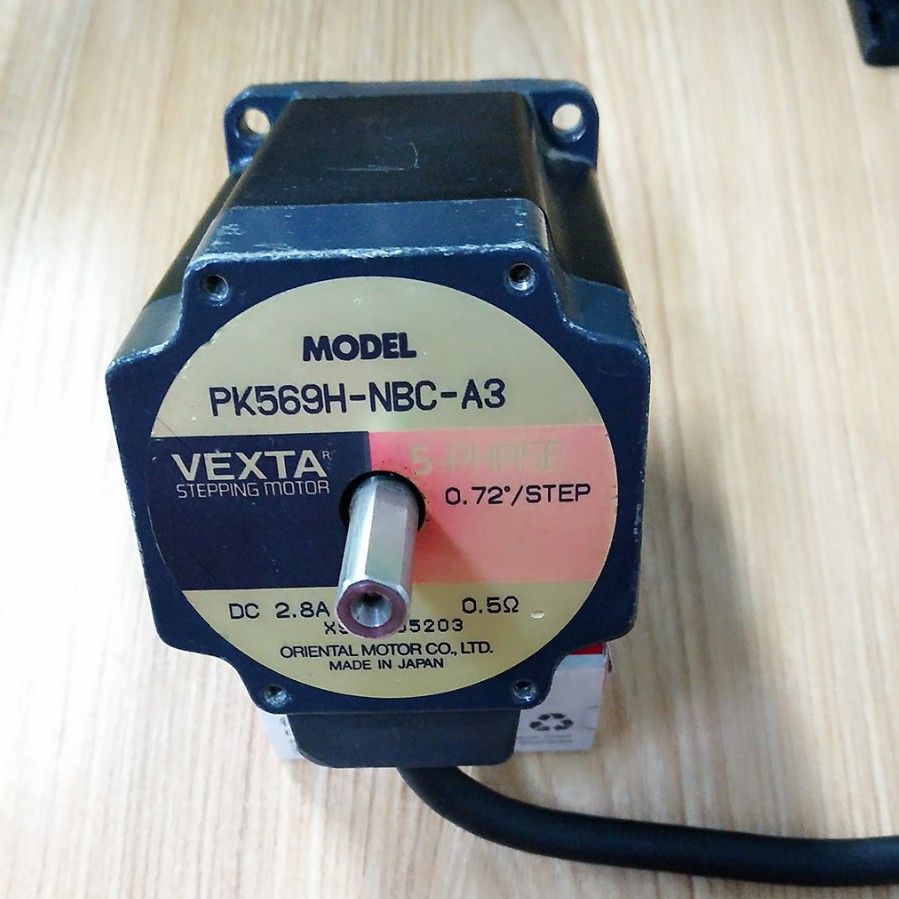 MODEL
PK569H-NBC-A3
VEXTA®
STEPPING MOTOR
5-PHASE
0.72°/STEP
DC 2.8A
0.5Ω
ORIENTAL MOTOR CO., LTD.
MADE IN JAPAN